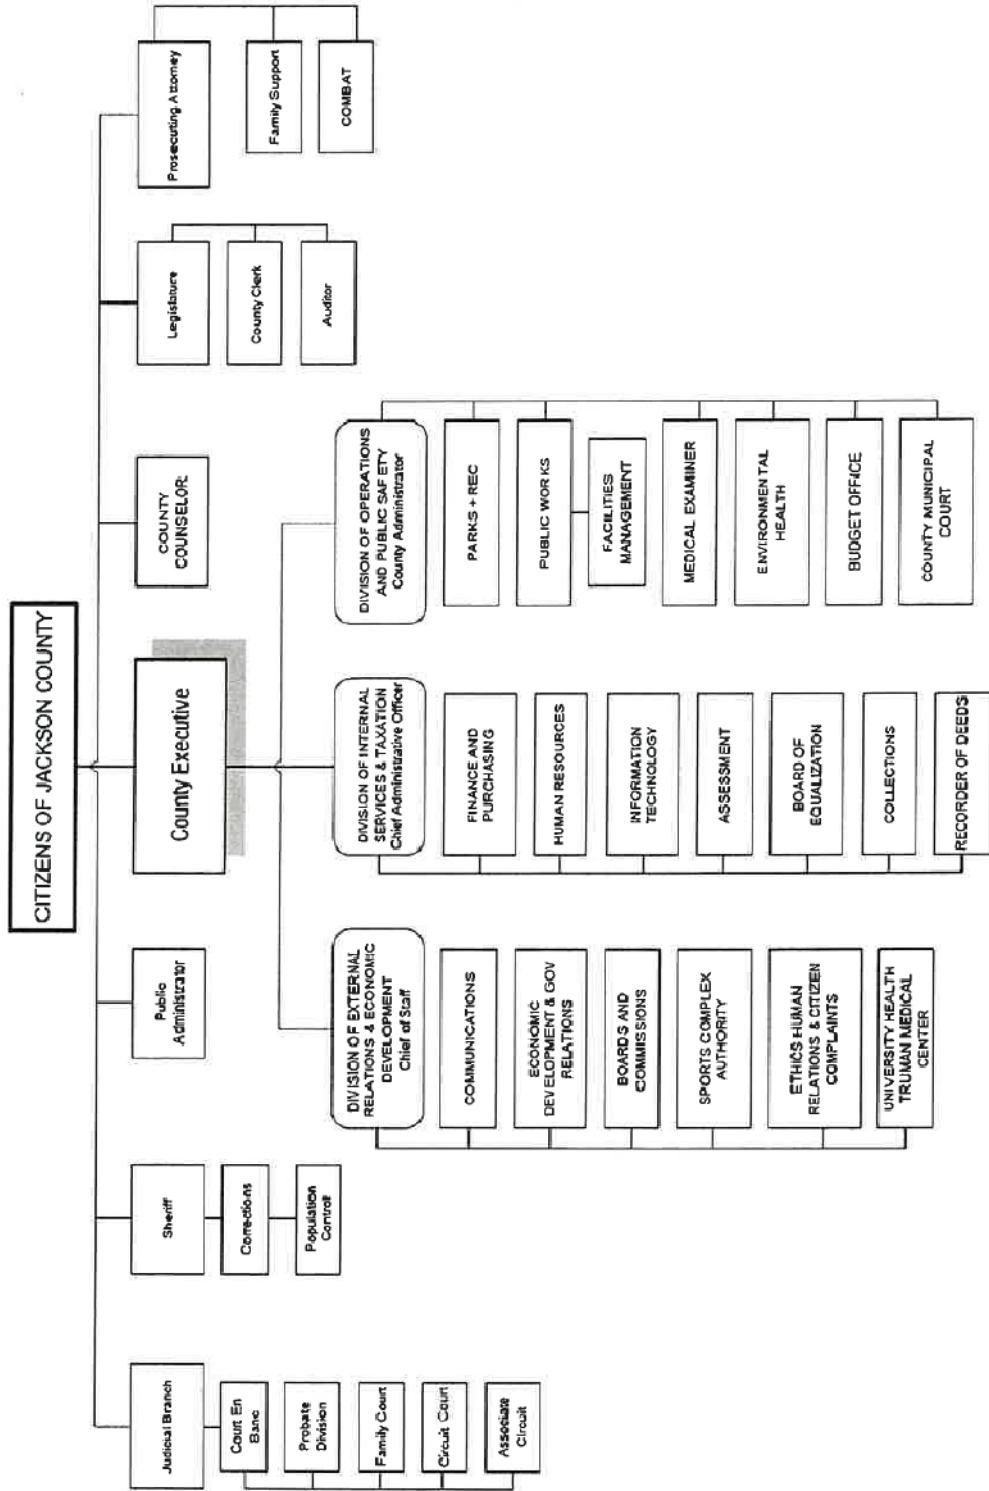 CITIZENS OF JACKSON COUNTY
Judicial Branch
Court En
Banc
Probate
Division
Family Court
Circuit Court
Associate
Circuit
Sheriff
Corrections
Population
Control
Public
Administrator
County Executive
COUNTY
COUNSELOR
Legislature
County Clerk
Auditor
Prosecuting Attorney
Family Support
COMBAT
DIVISION OF EXTERNAL
RELATIONS & ECONOMIC
DEVELOPMENT
Chief of Staff
COMMUNICATIONS
ECONOMIC
DEVELOPMENT & GOV
RELATIONS
BOARDS AND
COMMISSIONS
SPORTS COMPLEX
AUTHORITY
ETHICS HUMAN
RELATIONS & CITIZEN
COMPLAINTS
UNIVERSITY HEALTH
TRUMAN MEDICAL
CENTER
DIVISION OF INTERNAL
SERVICES & TAXATION
Chief Administrative Officer
FINANCE AND
PURCHASING
HUMAN RESOURCES
INFORMATION
TECHNOLOGY
ASSESSMENT
BOARD OF
EQUALIZATION
COLLECTIONS
RECORDER OF DEEDS
DIVISION OF OPERATIONS
AND PUBLIC SAFETY
County Administrator
PARKS + REC
PUBLIC WORKS
FACILITIES
MANAGEMENT
MEDICAL EXAMINER
ENVIRONMENTAL
HEALTH
BUDGET OFFICE
COUNTY MUNICIPAL
COURT